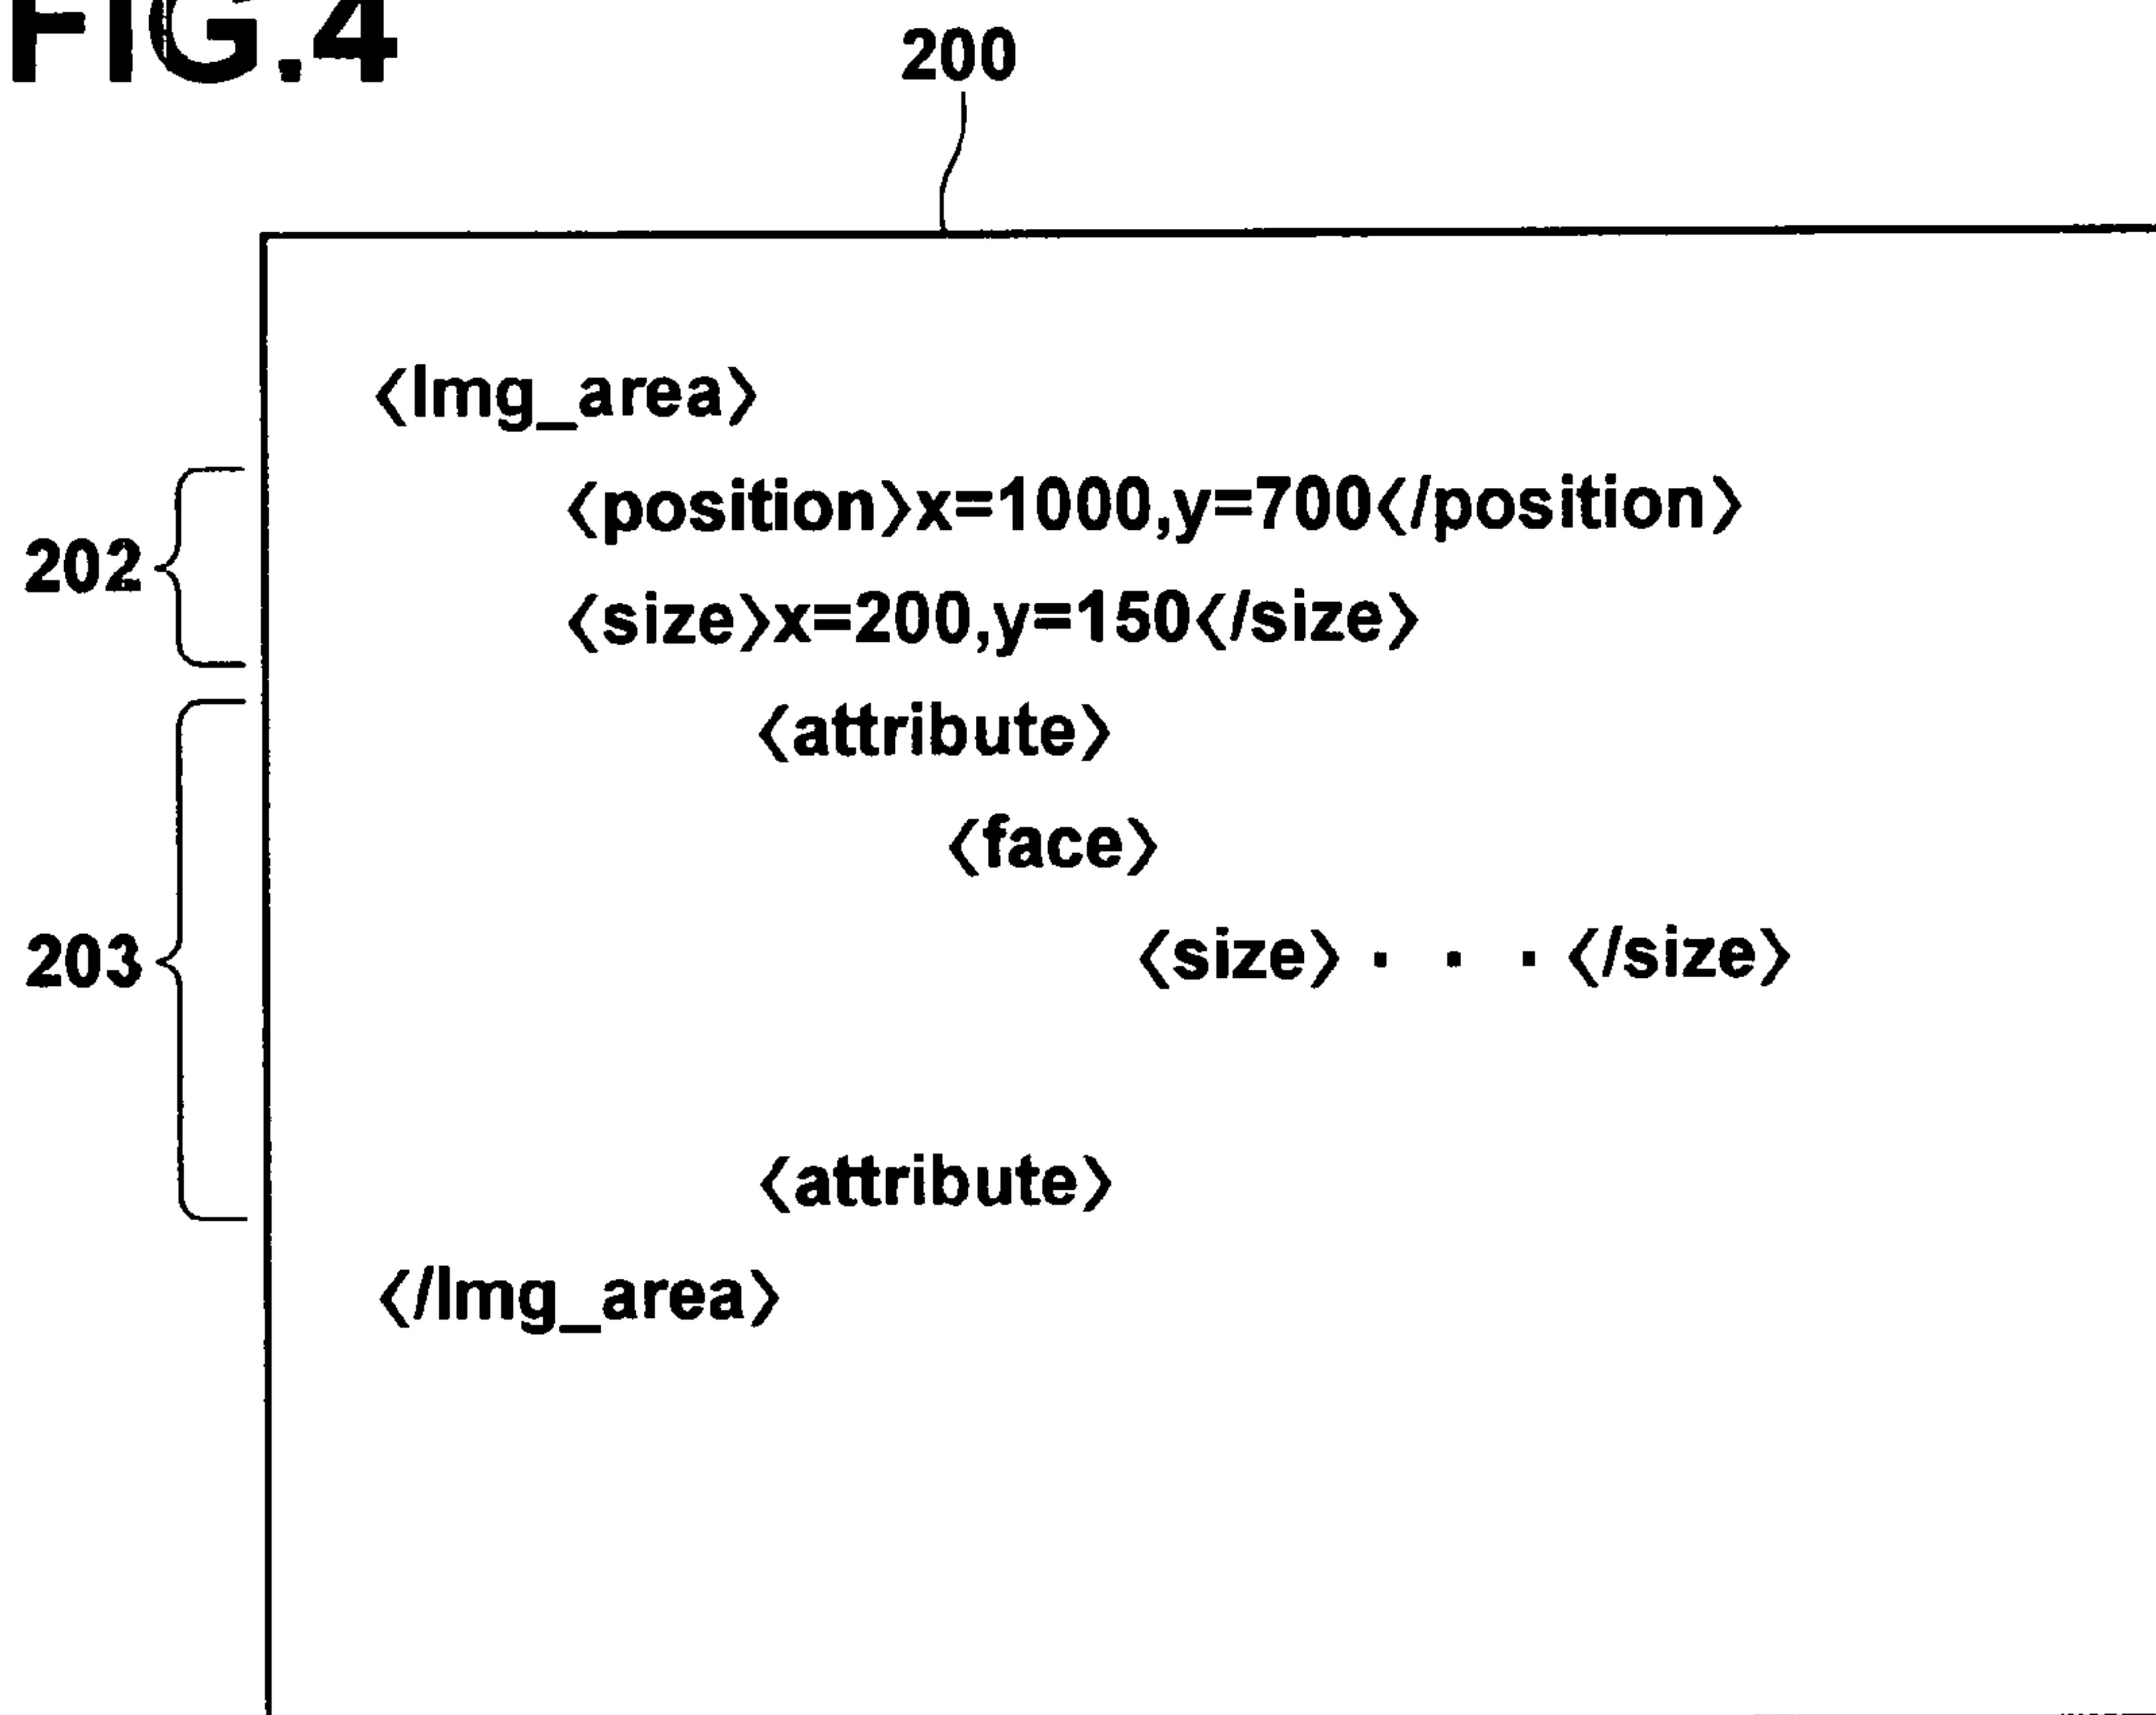 FIG.4
200
<Img_area>
<position>x=1000,y=700</position>
202
<size>x=200,y=150</size>
<attribute>
<face>
203
<size>・・・</size>
<attribute>
</Img_area>